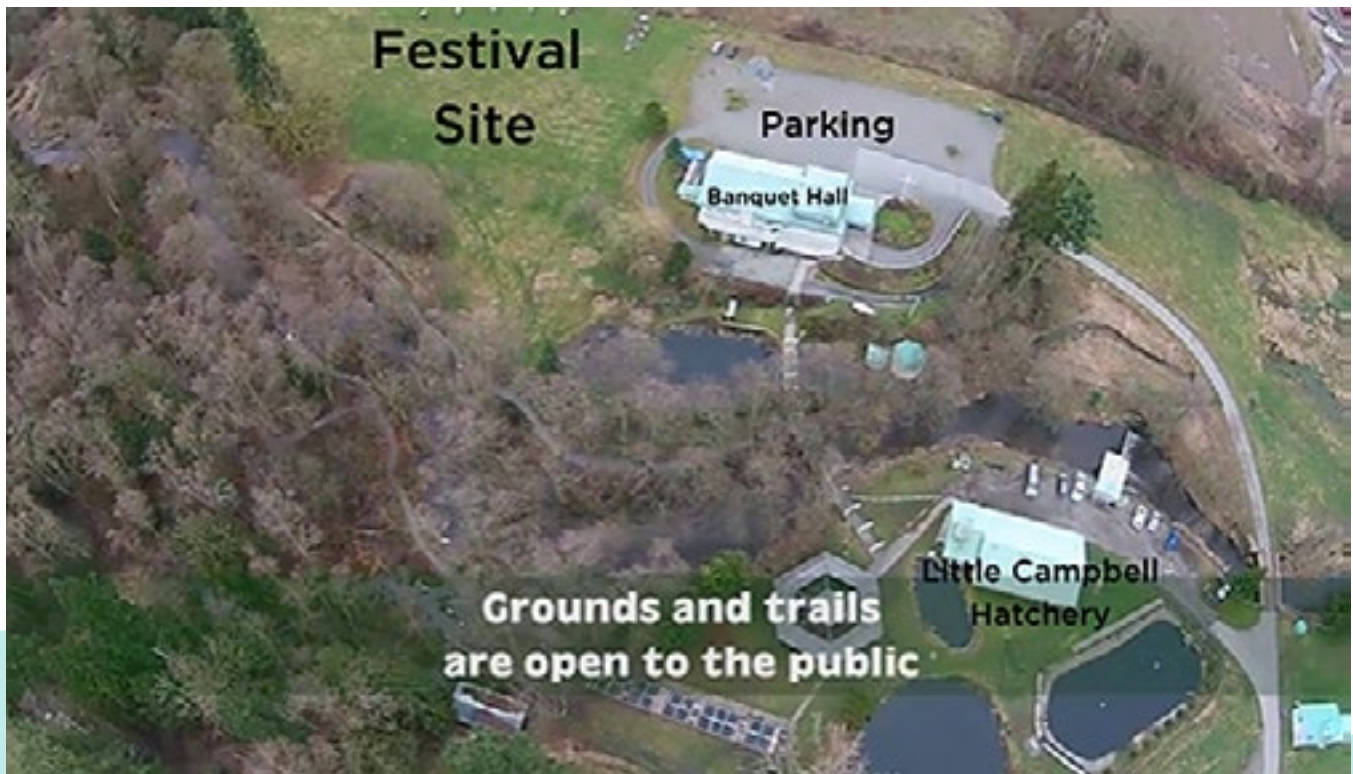 Festival
Site
Parking
Banquet Hall
Little Campbell
Hatchery
Grounds and trails
are open to the public